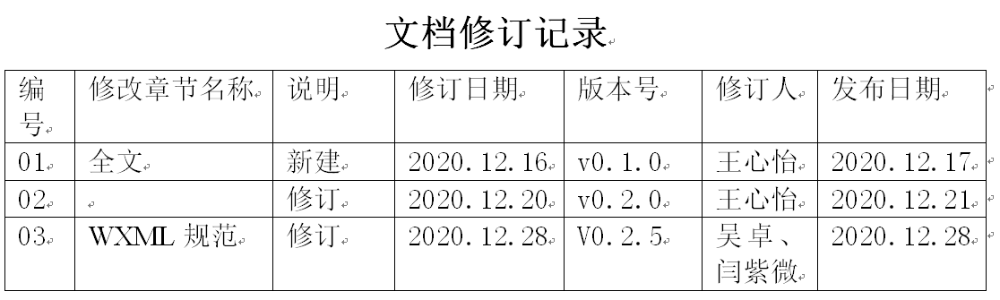 文档修订记录
编号 修改章节名称 说明 修订日期 版本号 修订人 发布日期
01 全文 新建 2020.12.16 v0.1.0 王心怡 2020.12.17
02 修订 2020.12.20 v0.2.0 王心怡 2020.12.21
03 WXML 规范 修订 2020.12.28 V0.2.5 吴卓、闫紫微 2020.12.28